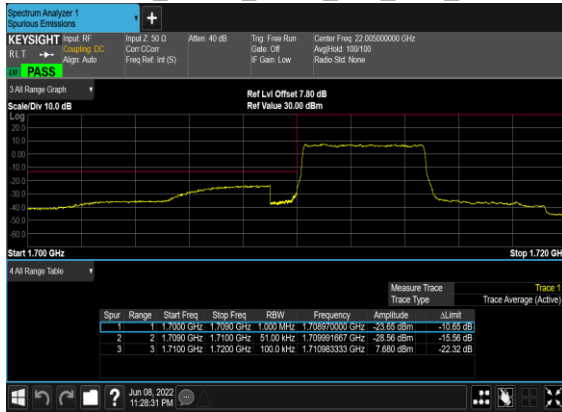 Spectrum Analyzer 1
Spurious Emissions
+
KEYSIGHT Input: RF Input Z: 50 Ω Atten: 40 dB Trig: Free Run Center Freq: 22.005000000 GHz
RLT Coupling: DC Corr CCorr Gate: Off Avg|Hold: 100/100
Align: Auto Freq Ref: Int (S) IF Gain: Low Radio Std: None
LV PASS
3 All Range Graph
Ref Lvl Offset 7.80 dB
Scale/Div 10.0 dB Ref Value 30.00 dBm
Log
20.0
10.0
0.00
-10.0
-20.0
-30.0
-40.0
-50.0
-60.0
Start 1.700 GHz Stop 1.720 GH
4 All Range Table
Measure Trace Trace 1
Trace Type Trace Average (Active)
Spur Range Start Freq Stop Freq RBW Frequency Amplitude ΔLimit
1 1 1.7000 GHz 1.7090 GHz 1.000 MHz 1.708970000 GHz -23.65 dBm -10.65 dB
2 2 1.7090 GHz 1.7100 GHz 51.00 kHz 1.709991667 GHz -28.56 dBm -15.56 dB
3 3 1.7100 GHz 1.7200 GHz 100.0 kHz 1.710983333 GHz 7.680 dBm -22.32 dB
? Jun 08, 2022
11:28:31 PM